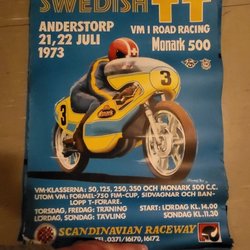 SWEDISH TT
ANDERSTORP
21, 22 JULI
1973
VM I ROAD RACING
Monark 500
3
3
VM-KLASSERNA: 50, 125, 250, 350 OCH MONARK 500 C.C.
UTOM VM: FORMEL-750 FIM-CUP, SIDVAGNAR OCH BAN-
LOPP T-FÖRARE.
TORSDAG, FREDAG: TRÄNING
LÖRDAG, SÖNDAG: TÄVLING
START: LÖRDAG KL. 14.00
SÖNDAG KL. 11.30
SCANDINAVIAN RACEWAY
TEL. 0371/16170, 16172